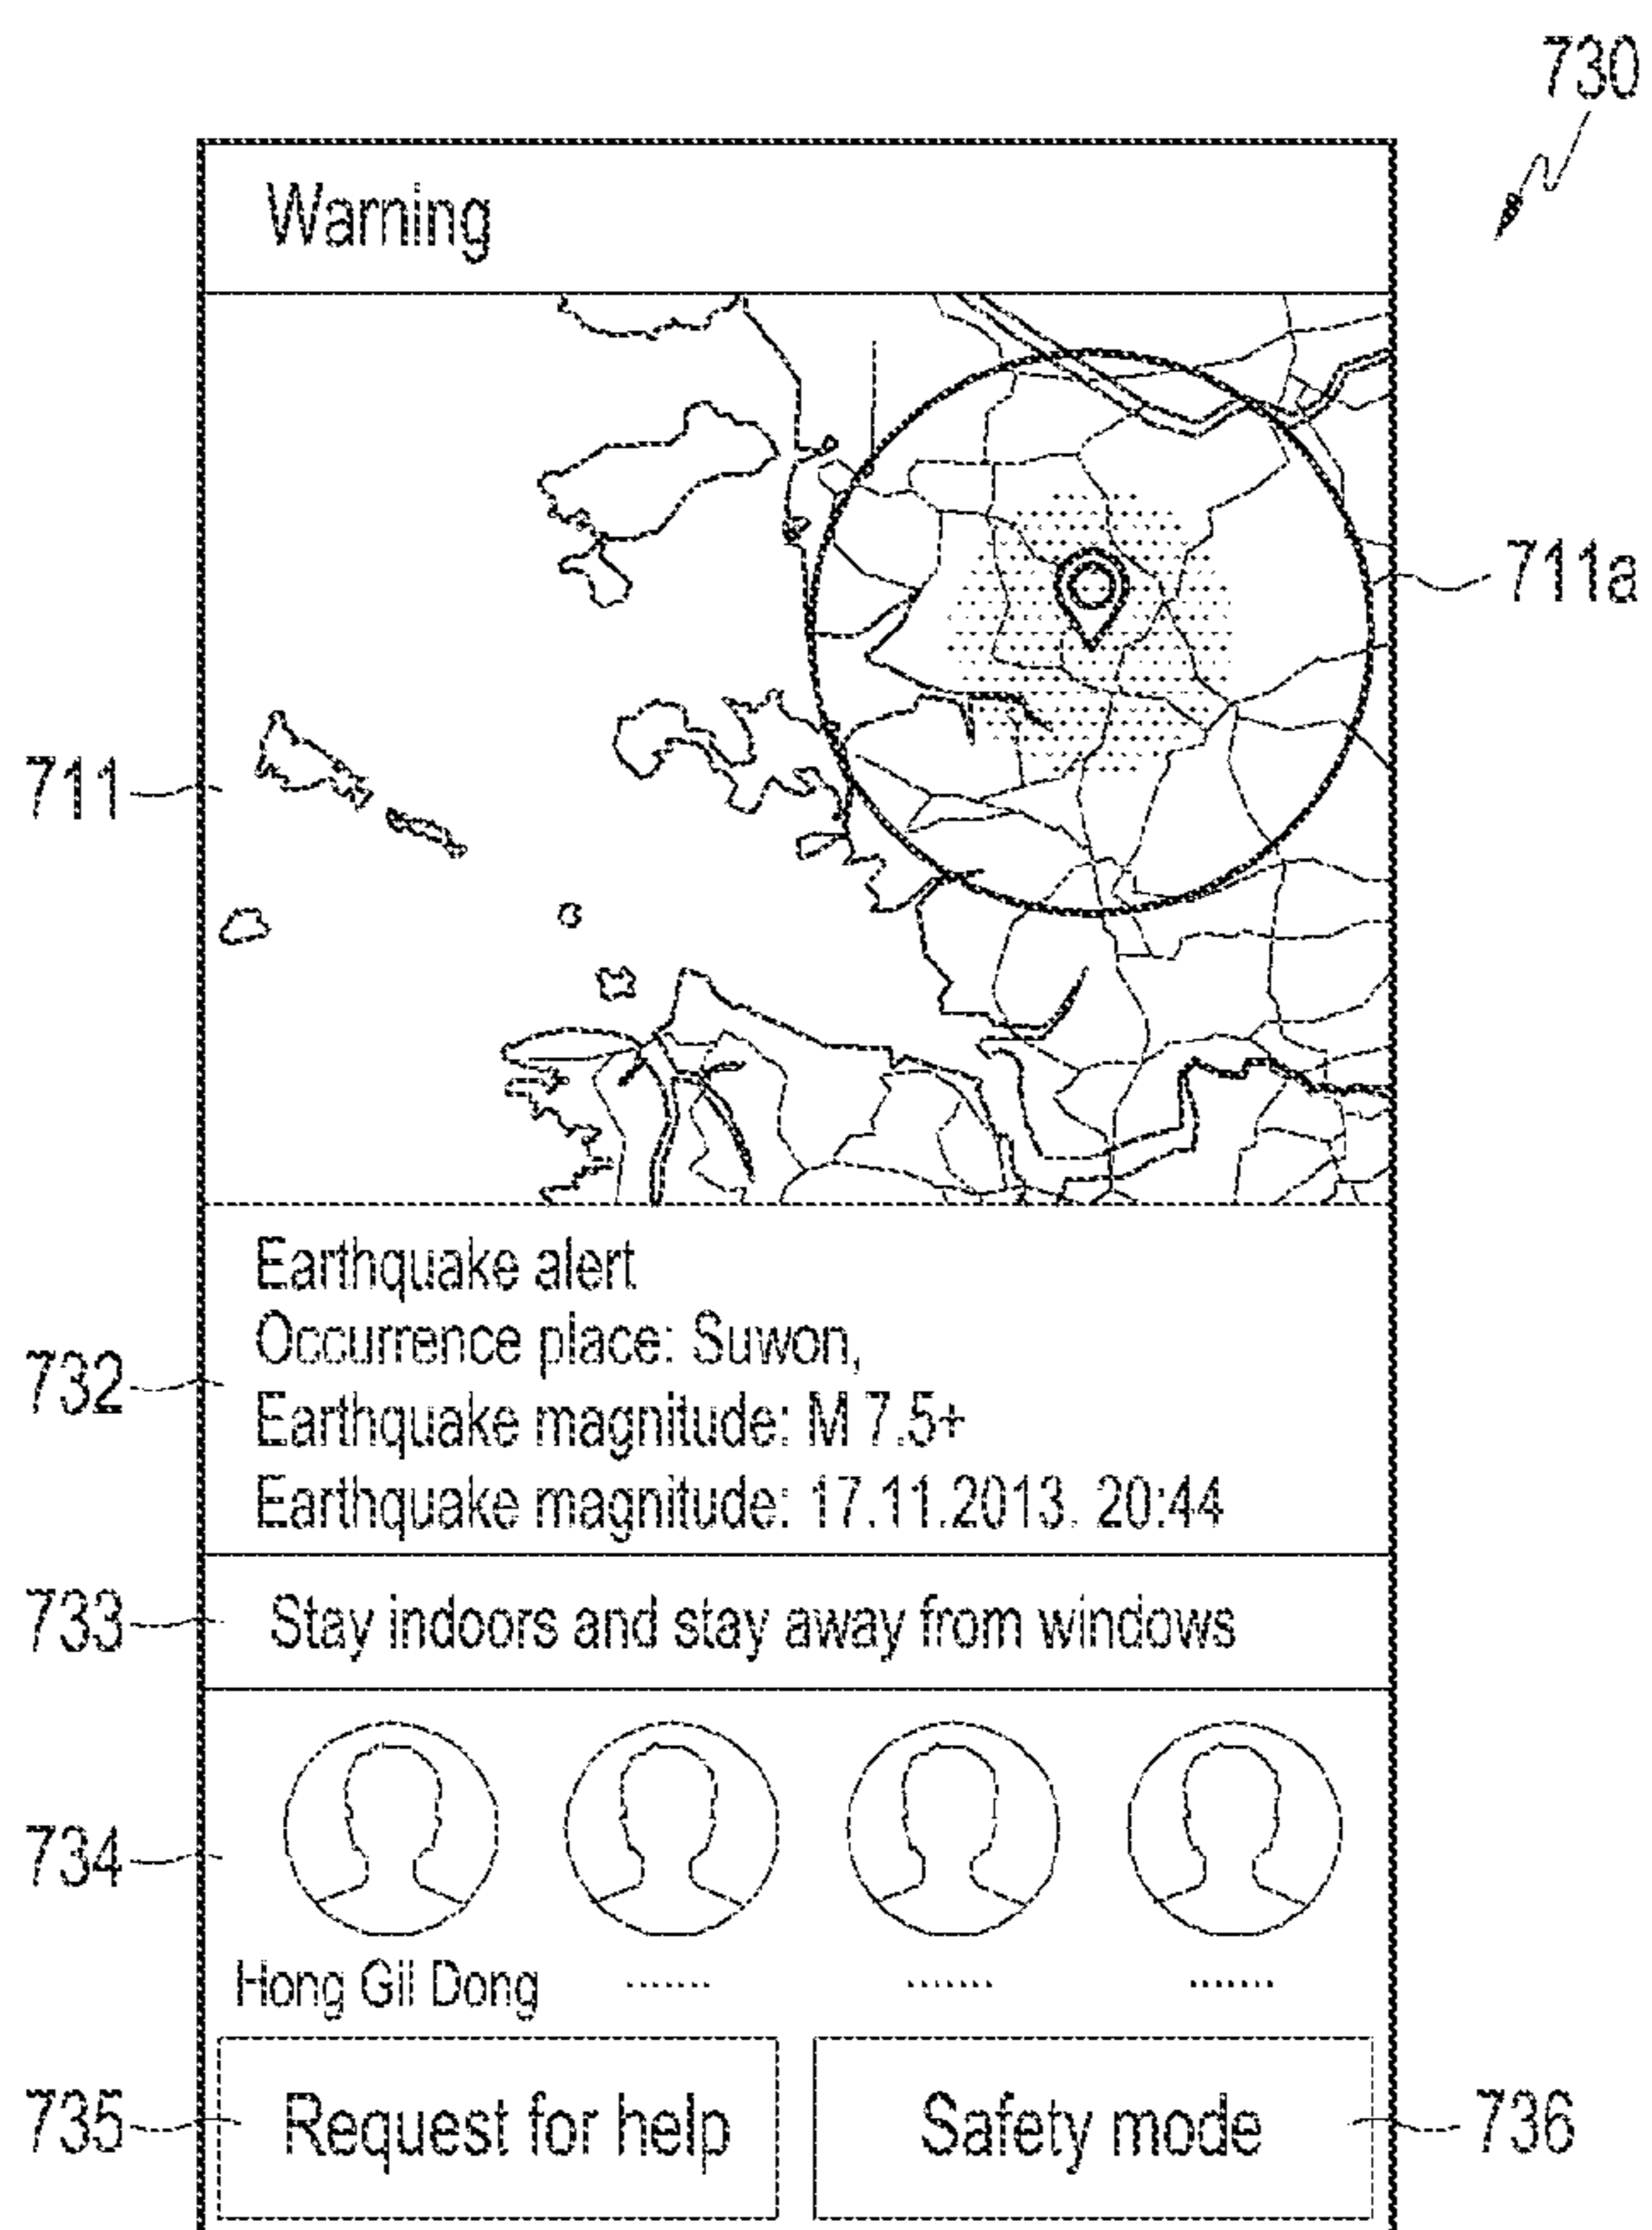 730
Warning
711a
711
Earthquake alert
Occurrence place: Suwon,
732
Earthquake magnitude: M 7.5+
Earthquake magnitude: 17.11.2013. 20:44
733
Stay indoors and stay away from windows
734
Hong Gil Dong ....... ....... .......
735
Request for help
Safety mode
736